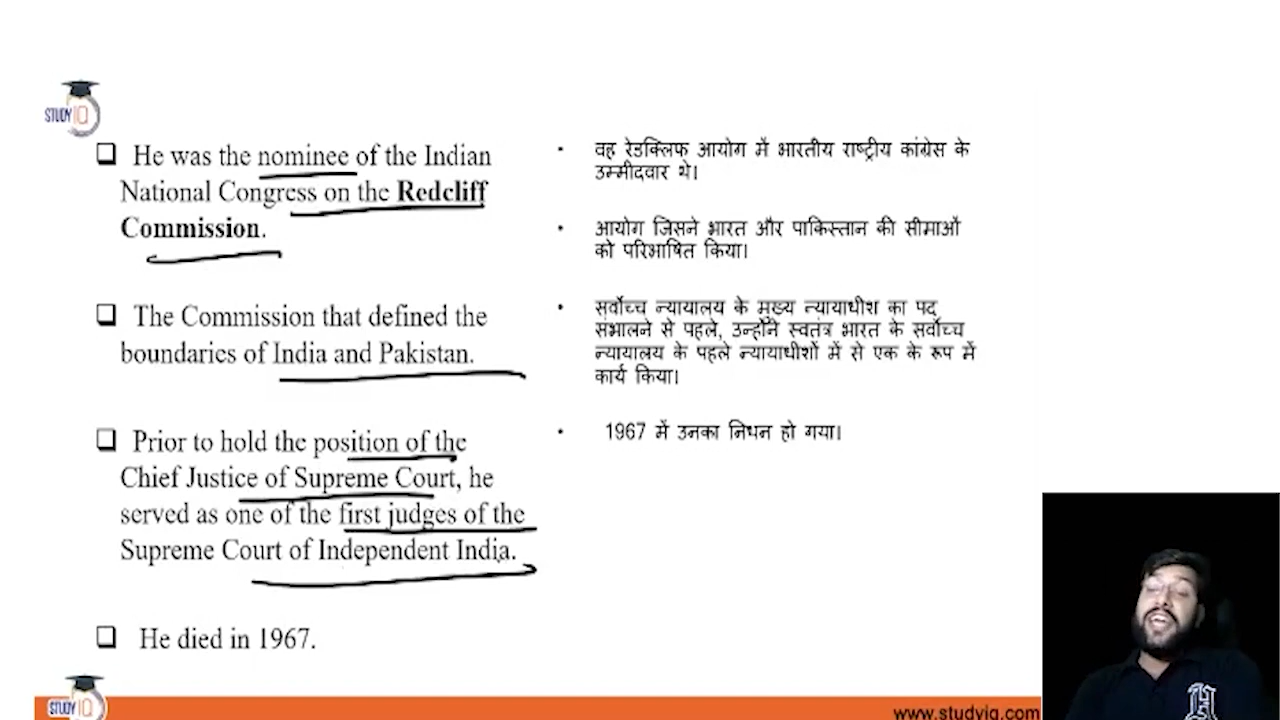 STUDY IQ
He was the nominee of the Indian
National Congress on the Redcliff
Commission.
The Commission that defined the
boundaries of India and Pakistan.
Prior to hold the position of the
Chief Justice of Supreme Court, he
served as one of the first judges of the
Supreme Court of Independent India.
He died in 1967.
वह रेडक्लिफ आयोग में भारतीय राष्ट्रीय कांग्रेस के
उम्मीदवार थे।
आयोग जिसने भारत और पाकिस्तान की सीमाओं
को परिभाषित किया।
सर्वोच्च न्यायालय के मुख्य न्यायाधीश का पद
संभालने से पहले, उन्होंने स्वतंत्र भारत के सर्वोच्च
न्यायालय के पहले न्यायाधीशों में से एक के रूप में
कार्य किया।
1967 में उनका निधन हो गया।
STUDY IQ
www.studyiq.com